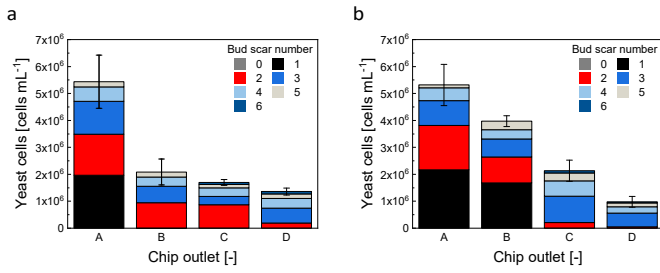 a
Yeast cells [cells mL⁻¹]
7x10⁶
6x10⁶
5x10⁶
4x10⁶
3x10⁶
2x10⁶
1x10⁶
0
Bud scar number
0 1
2 3
4 5
6
A B C D
Chip outlet [-]
b
Yeast cells [cells mL⁻¹]
7x10⁶
6x10⁶
5x10⁶
4x10⁶
3x10⁶
2x10⁶
1x10⁶
0
Bud scar number
0 1
2 3
4 5
6
A B C D
Chip outlet [-]